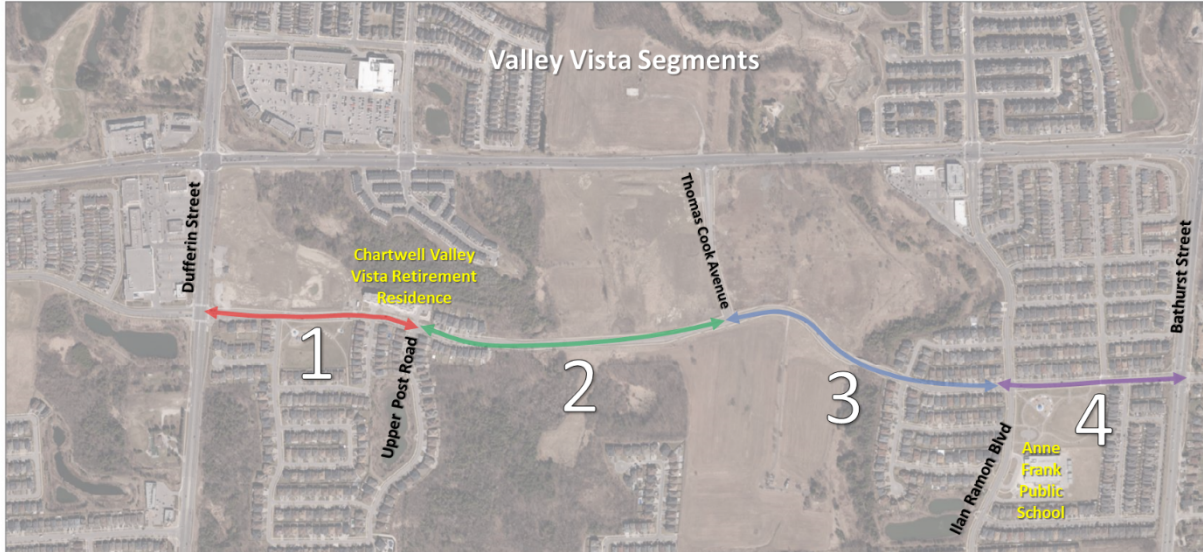 Valley Vista Segments
Dufferin Street
Thomas Cook Avenue
Chartwell Valley
Vista Retirement
Residence
Bathurst Street
1
Upper Post Road
2
3
4
Ilan Ramon Blvd
Anne
Frank
Public
School